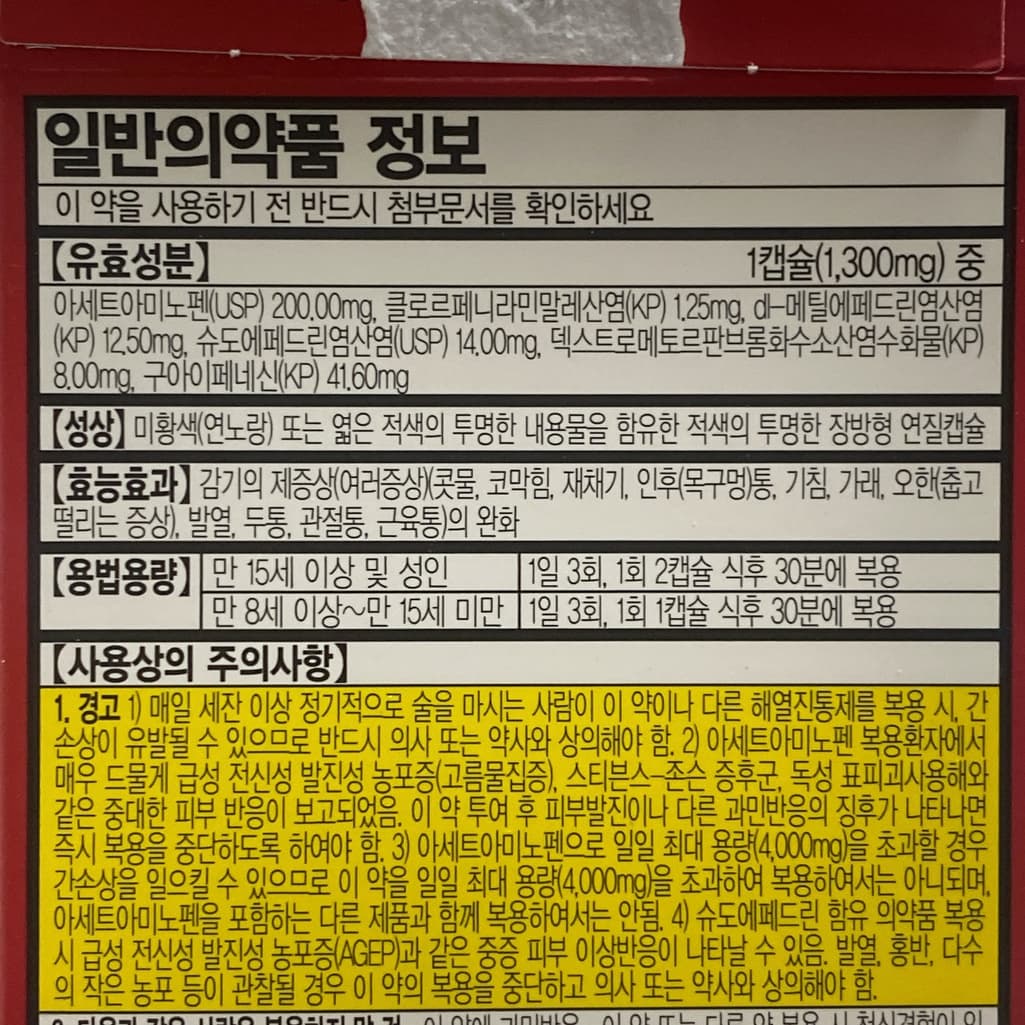 일반의약품 정보
이 약을 사용하기 전 반드시 첨부문서를 확인하세요
【유효성분】 1캡슐(1,300mg) 중
아세트아미노펜(USP) 200.00mg, 클로르페니라민말레산염(KP) 1.25mg, dl-메틸에페드린염산염
(KP) 12.50mg, 슈도에페드린염산염(USP) 14.00mg, 덱스트로메토르판브롬화수소산염수화물(KP)
8.00mg, 구아이페네신(KP) 41.60mg
【성상】 미황색(연노랑) 또는 엷은 적색의 투명한 내용물을 함유한 적색의 투명한 장방형 연질캡슐
【효능효과】 감기의 제증상(여러증상)(콧물, 코막힘, 재채기, 인후(목구멍)통, 기침, 가래, 오한(춥고
떨리는 증상), 발열, 두통, 관절통, 근육통)의 완화
【용법용량】 만 15세 이상 및 성인 1일 3회, 1회 2캡슐 식후 30분에 복용
만 8세 이상~만 15세 미만 1일 3회, 1회 1캡슐 식후 30분에 복용
【사용상의 주의사항】
1. 경고 1) 매일 세잔 이상 정기적으로 술을 마시는 사람이 이 약이나 다른 해열진통제를 복용 시, 간
손상이 유발될 수 있으므로 반드시 의사 또는 약사와 상의해야 함. 2) 아세트아미노펜 복용환자에서
매우 드물게 급성 전신성 발진성 농포증(고름물집증), 스티븐스-존슨 증후군, 독성 표피괴사용해와
같은 중대한 피부 반응이 보고되었음. 이 약 투여 후 피부발진이나 다른 과민반응의 징후가 나타나면
즉시 복용을 중단하도록 하여야 함. 3) 아세트아미노펜으로 일일 최대 용량(4,000mg)을 초과할 경우
간손상을 일으킬 수 있으므로 이 약을 일일 최대 용량(4,000mg)을 초과하여 복용하여서는 아니되며,
아세트아미노펜을 포함하는 다른 제품과 함께 복용하여서는 안됨. 4) 슈도에페드린 함유 의약품 복용
시 급성 전신성 발진성 농포증(AGEP)과 같은 중증 피부 이상반응이 나타날 수 있음. 발열, 홍반, 다수
의 작은 농포 등이 관찰될 경우 이 약의 복용을 중단하고 의사 또는 약사와 상의해야 함.